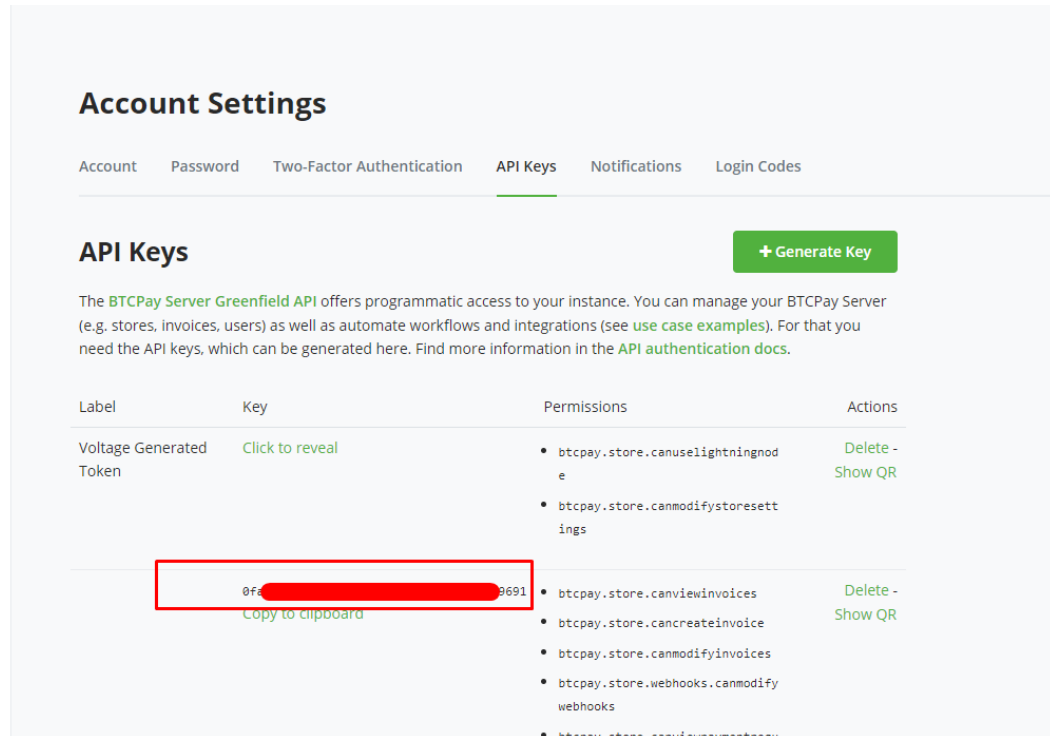 Account Settings
Account Password Two-Factor Authentication API Keys Notifications Login Codes
API Keys
+ Generate Key
The BTCPay Server Greenfield API offers programmatic access to your instance. You can manage your BTCPay Server
(e.g. stores, invoices, users) as well as automate workflows and integrations (see use case examples). For that you
need the API keys, which can be generated here. Find more information in the API authentication docs.
Label Key Permissions Actions
Voltage Generated
Token
Click to reveal
• btcpay.store.canuselightningnod
e
• btcpay.store.canmodifystoresett
ings
Delete -
Show QR
0fa
9691
Copy to clipboard
• btcpay.store.canviewinvoices
• btcpay.store.cancreateinvoice
• btcpay.store.canmodifyinvoices
• btcpay.store.webhooks.canmodify
webhooks
Delete -
Show QR